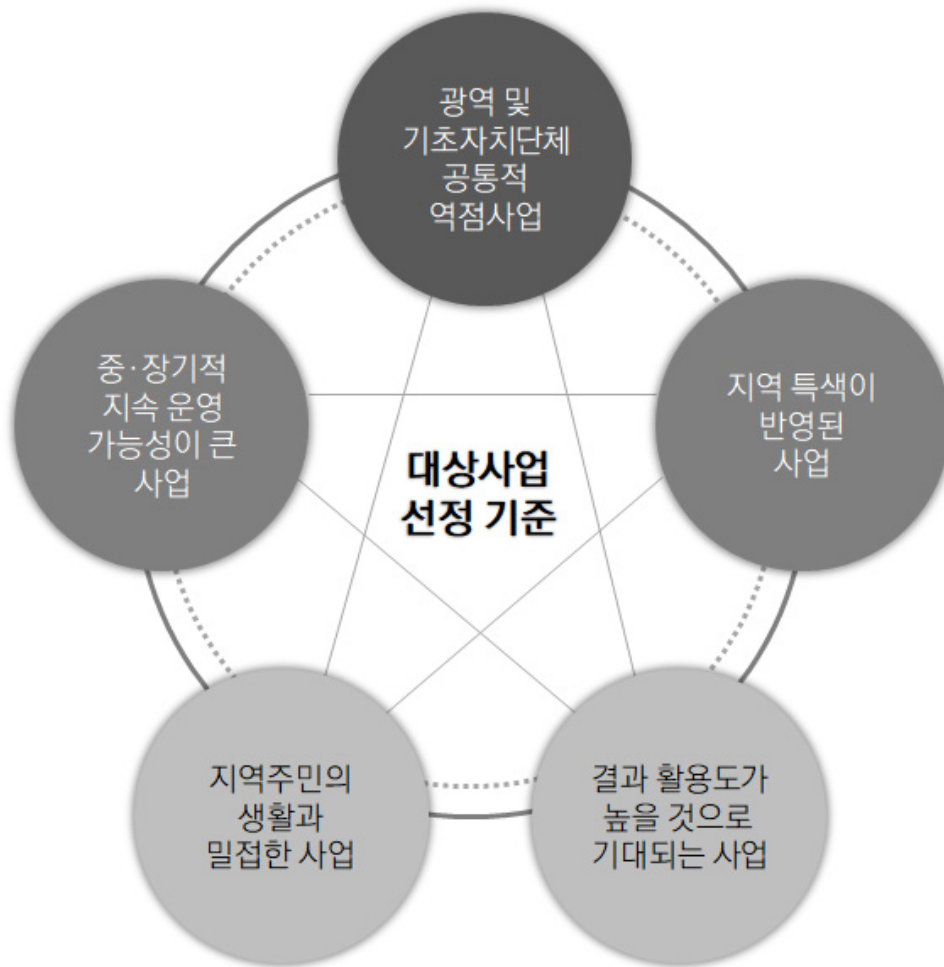 광역 및
기초자치단체
공통적
역점사업
중·장기적
지속 운영
가능성이 큰
사업
지역 특색이
반영된
사업
대상사업
선정 기준
지역주민의
생활과
밀접한 사업
결과 활용도가
높을 것으로
기대되는 사업